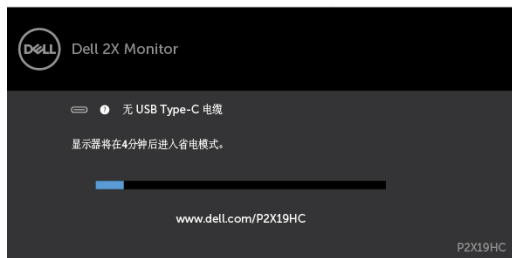 DELL
Dell 2X Monitor
? 无 USB Type-C 电缆
显示器将在4分钟后进入省电模式。
www.dell.com/P2X19HC
P2X19HC